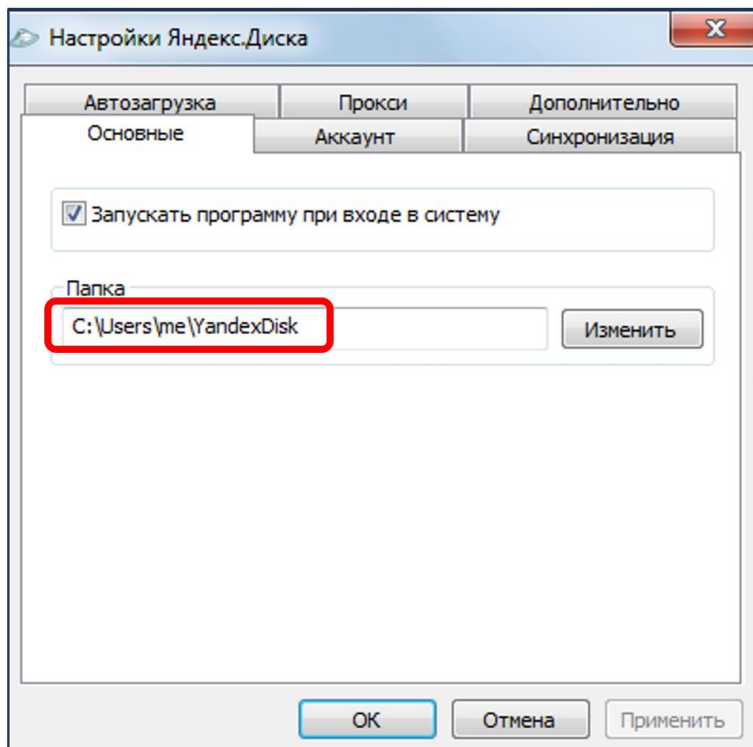 Настройки Яндекс.Диска
Автозагрузка Прокси Дополнительно
Основные Аккаунт Синхронизация
Запускать программу при входе в систему
Папка
C:\Users\me\YandexDisk Изменить
ОК Отмена Применить